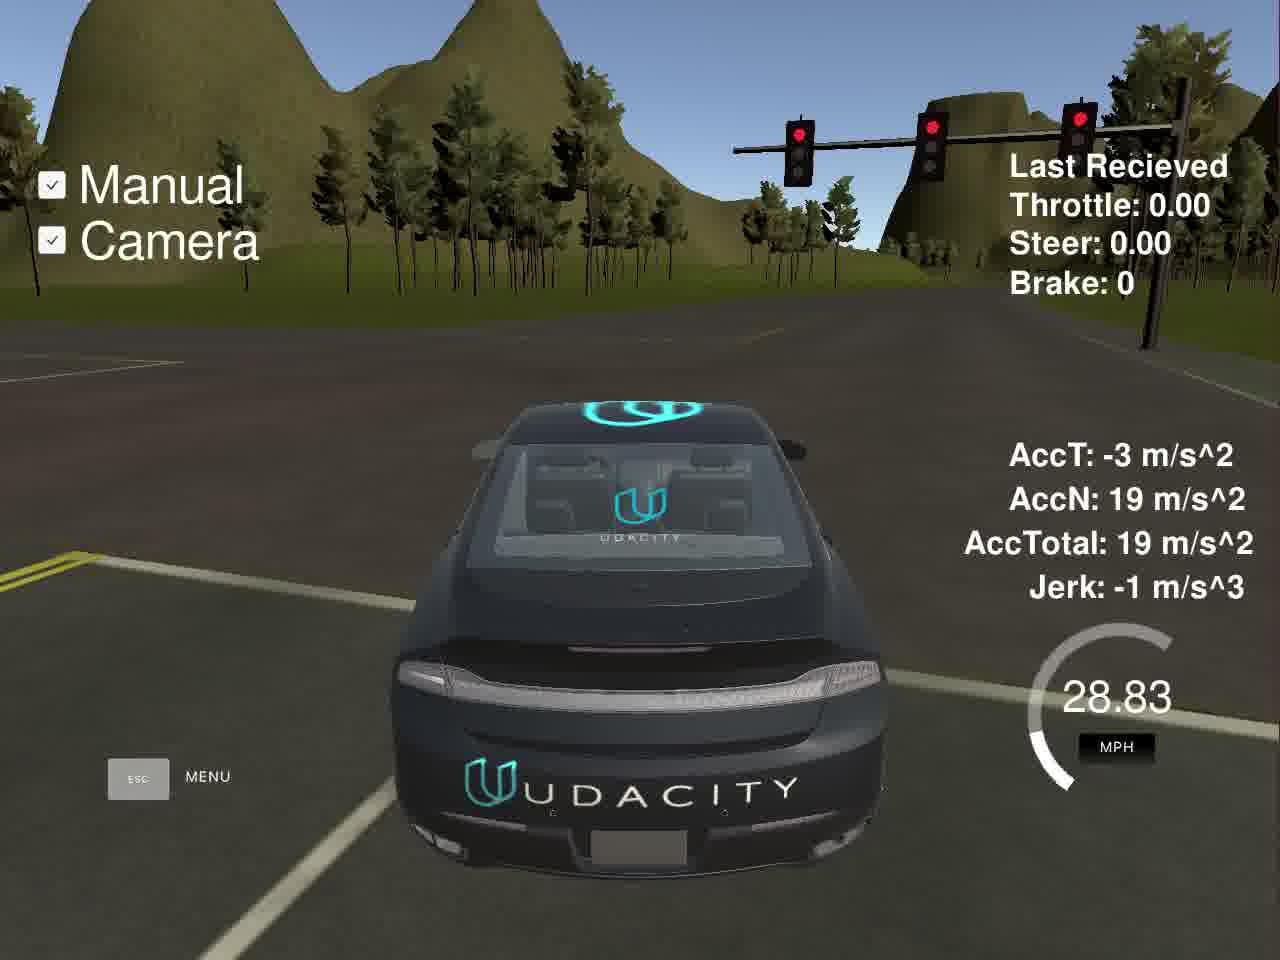 Manual
Camera
Last Recieved
Throttle: 0.00
Steer: 0.00
Brake: 0
AccT: -3 m/s^2
AccN: 19 m/s^2
AccTotal: 19 m/s^2
Jerk: -1 m/s^3
28.83
MPH
ESC MENU
UDACITY
UDACITY